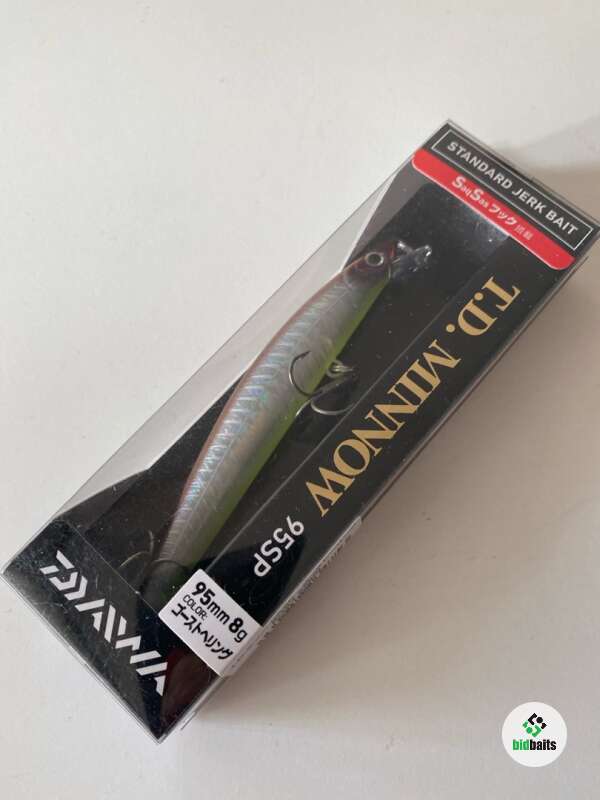 STANDARD JERK BAIT
SaqSas フック 搭載
T.D. MINNOW
95SP
95mm 8g
COLOR:
ゴーストヘリング
DAIWA
bidbaits